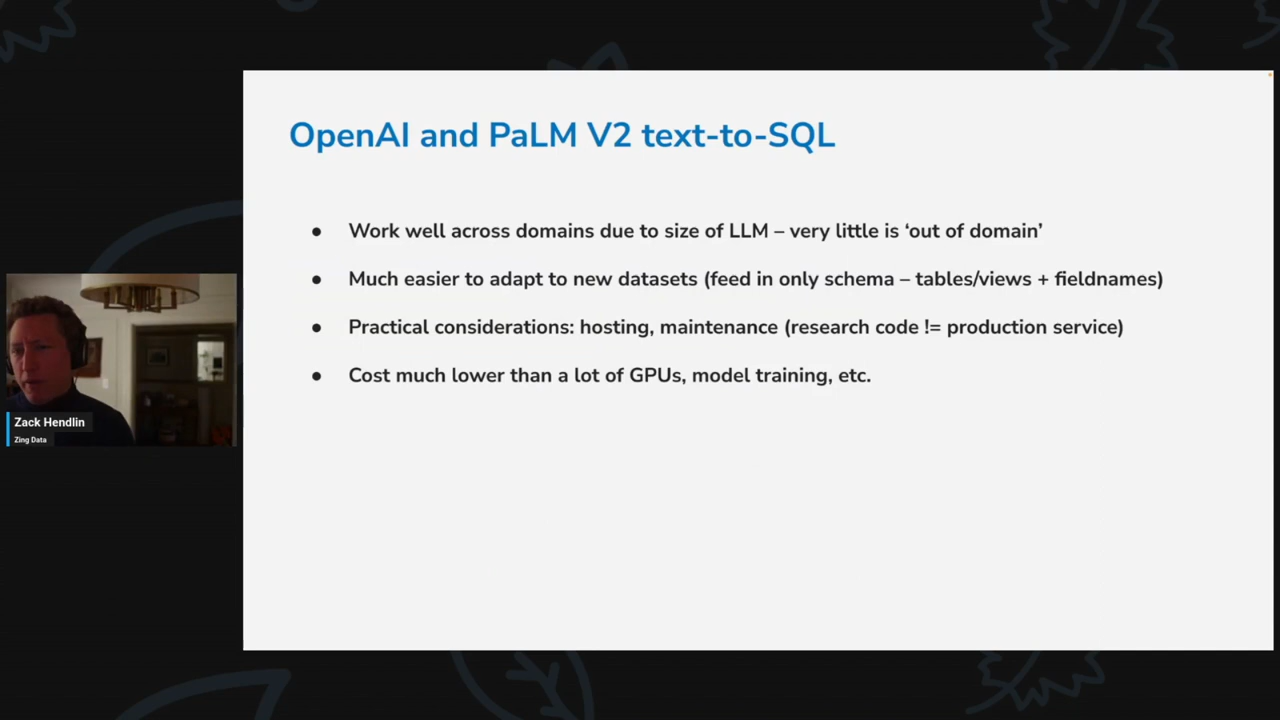 OpenAI and PaLM V2 text-to-SQL
● Work well across domains due to size of LLM – very little is ‘out of domain’
● Much easier to adapt to new datasets (feed in only schema – tables/views + fieldnames)
● Practical considerations: hosting, maintenance (research code != production service)
● Cost much lower than a lot of GPUs, model training, etc.
Zack Hendlin
Zing Data